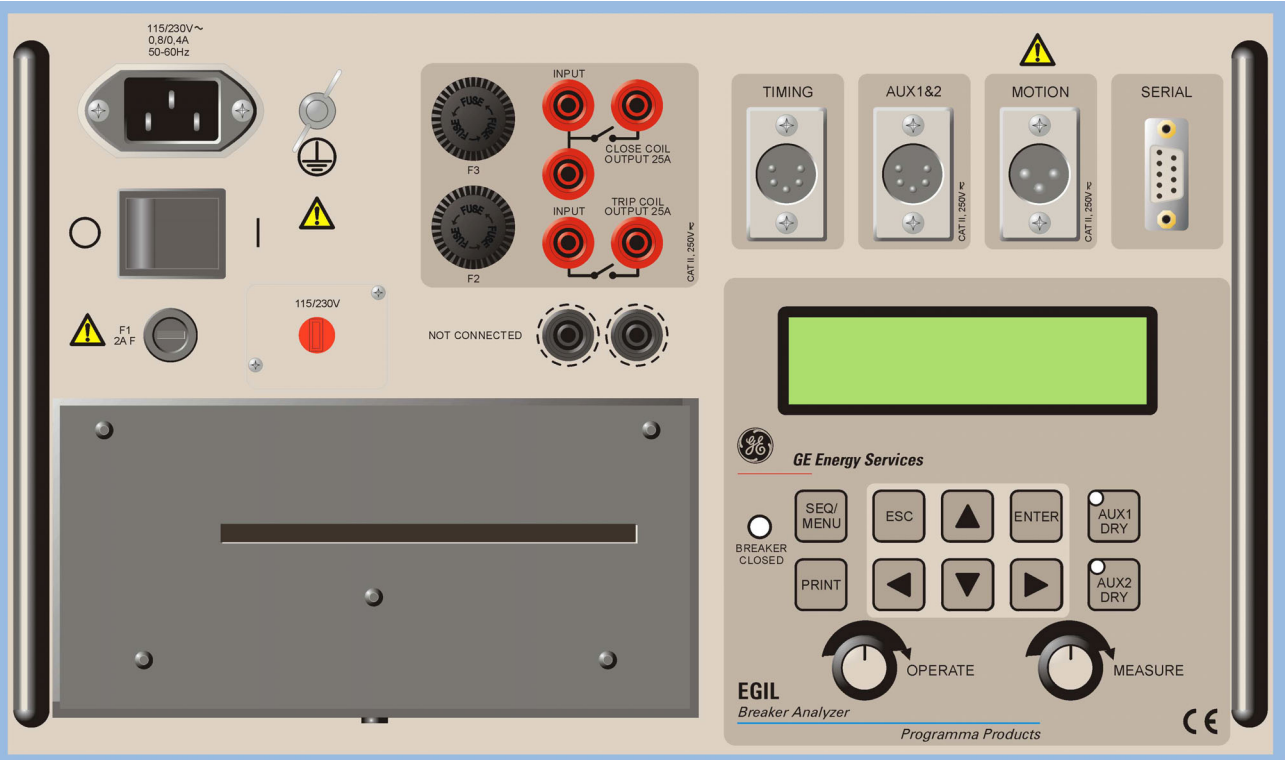 115/230V~
0,8/0,4A
50-60Hz
F1
2A F
115/230V
FUSE FUSE FUSE
F3
FUSE FUSE FUSE
F2
INPUT
CLOSE COIL
OUTPUT 25A
INPUT
TRIP COIL
OUTPUT 25A
CAT II, 250V
NOT CONNECTED
TIMING
AUX1&2
CAT II, 250V
MOTION
CAT II, 250V
SERIAL
GE
GE Energy Services
BREAKER
CLOSED
SEQ/
MENU
ESC
ENTER
AUX1
DRY
PRINT
AUX2
DRY
OPERATE
MEASURE
EGIL
Breaker Analyzer
Programma Products
CE